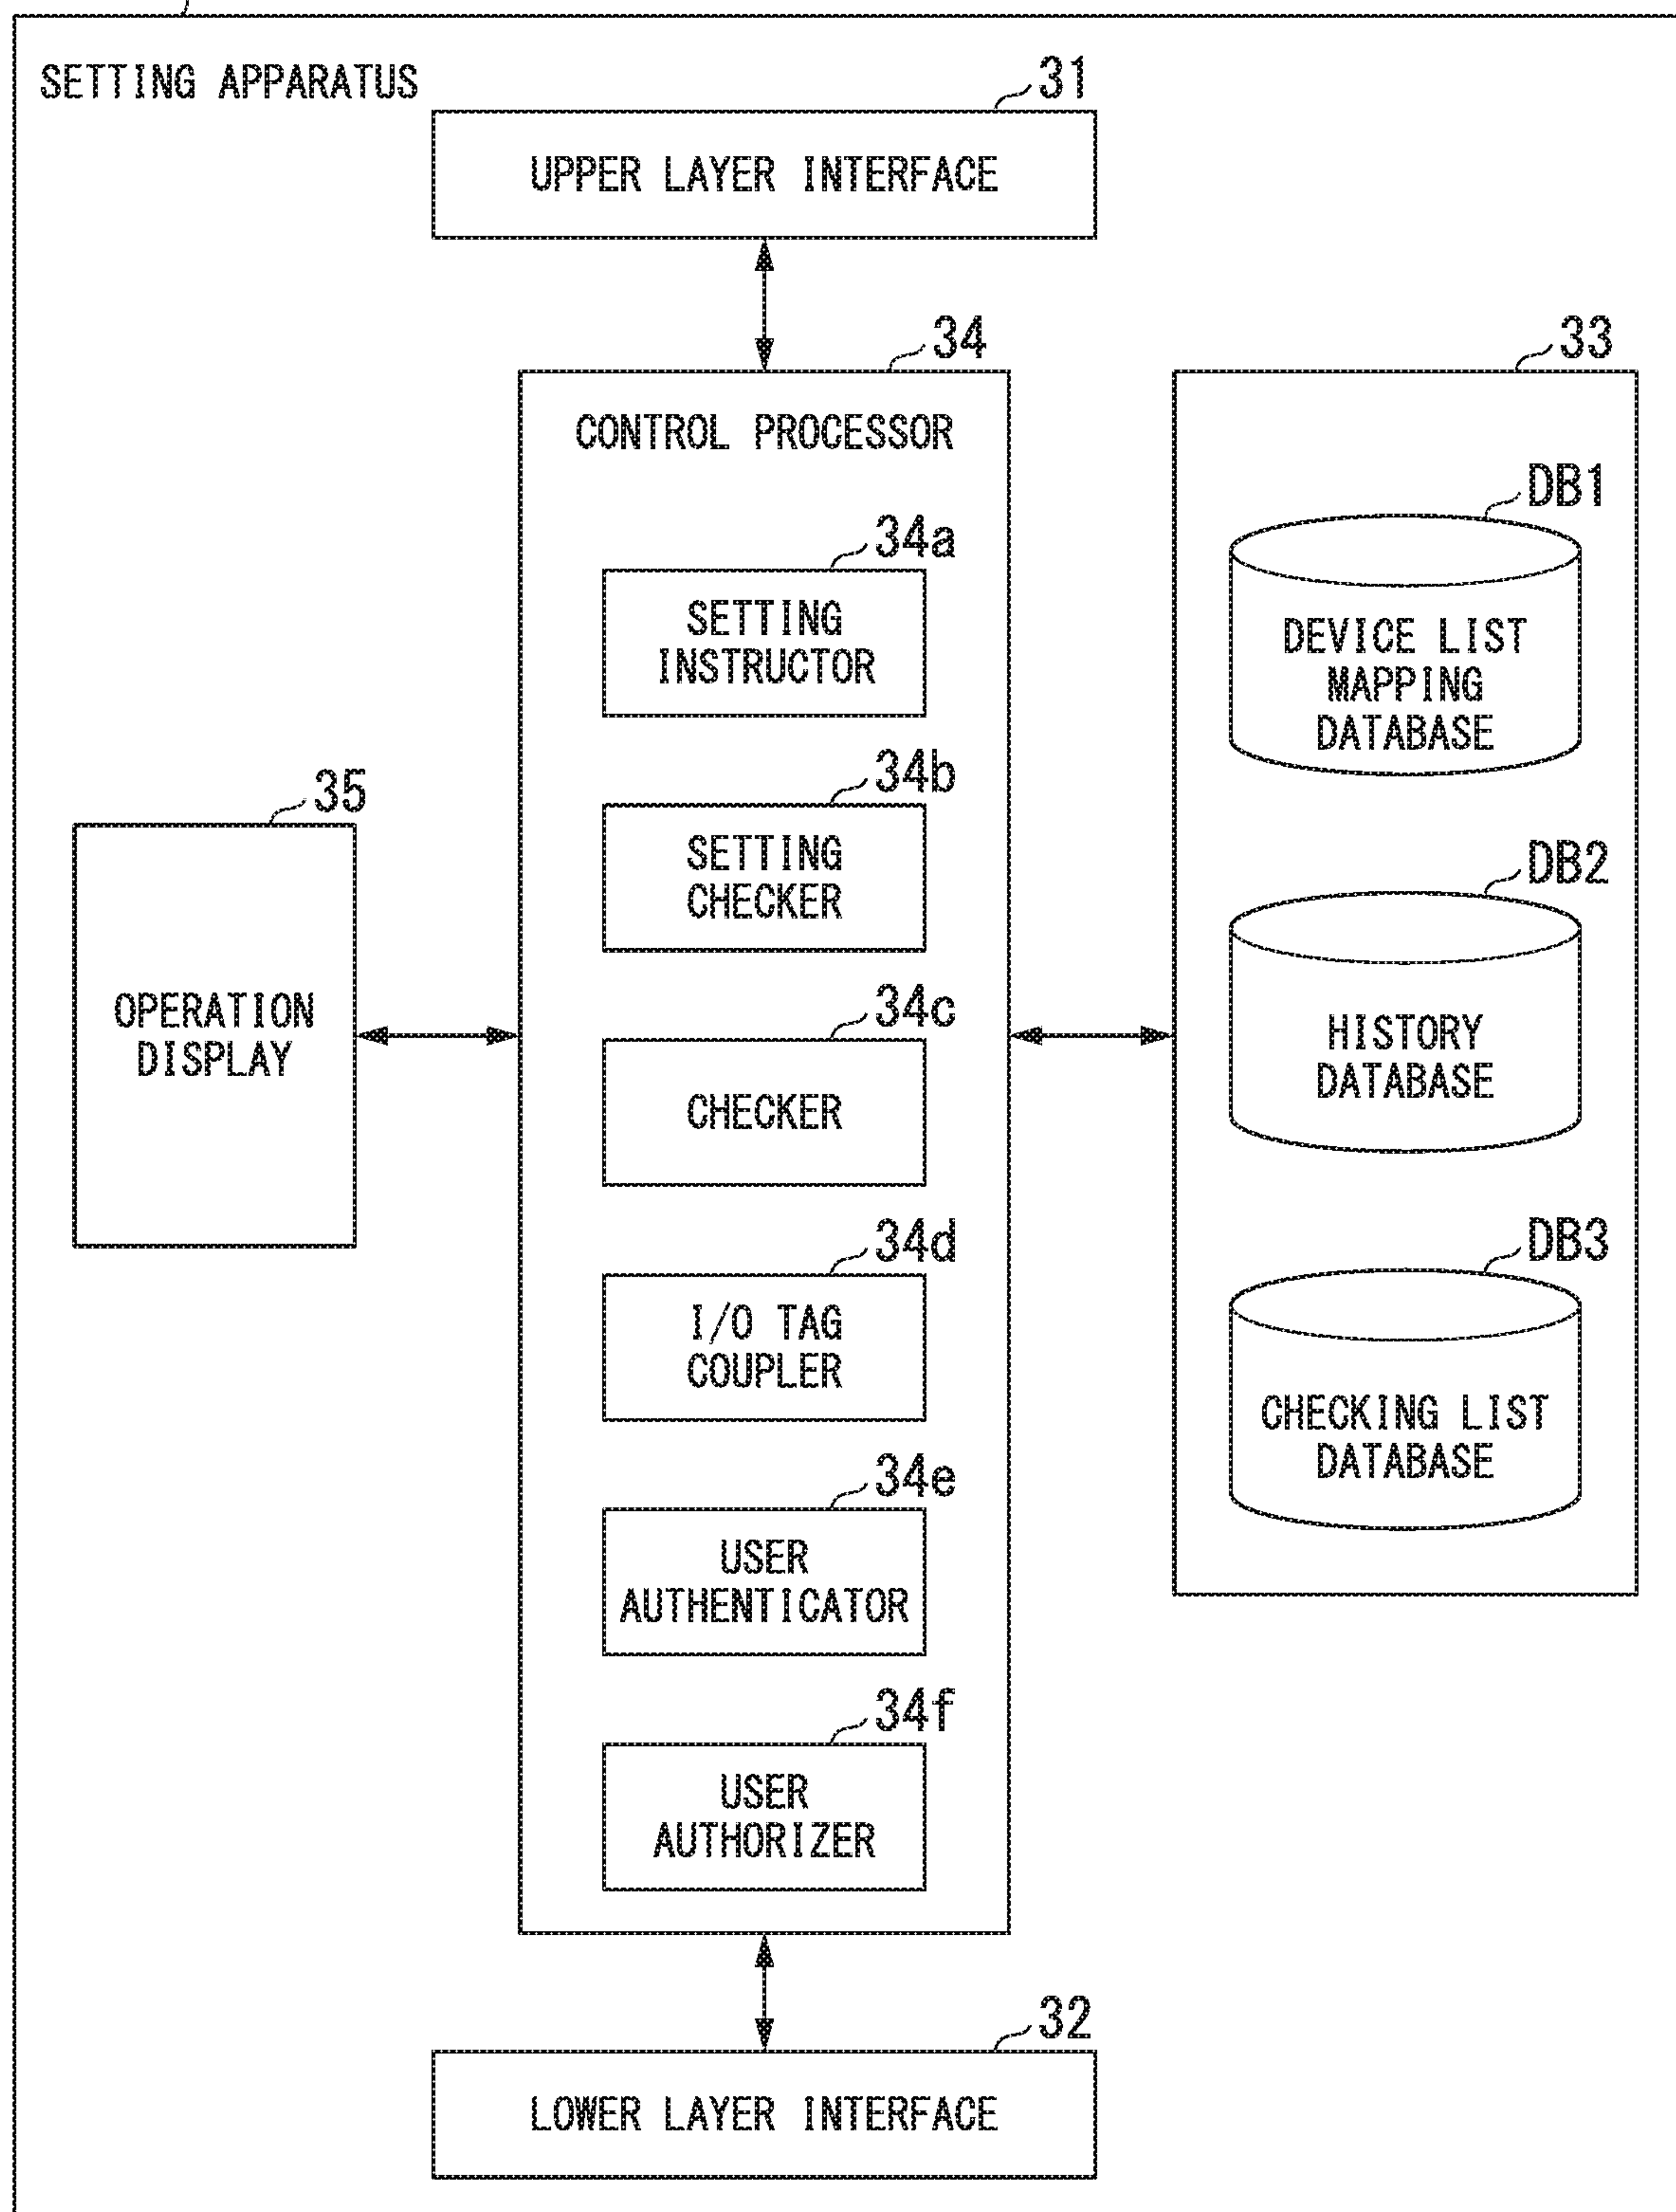 SETTING APPARATUS
31
UPPER LAYER INTERFACE
34
CONTROL PROCESSOR
34a
SETTING
INSTRUCTOR
34b
SETTING
CHECKER
34c
CHECKER
34d
I/O TAG
COUPLER
34e
USER
AUTHENTICATOR
34f
USER
AUTHORIZER
35
OPERATION
DISPLAY
33
DB1
DEVICE LIST
MAPPING
DATABASE
DB2
HISTORY
DATABASE
DB3
CHECKING LIST
DATABASE
32
LOWER LAYER INTERFACE